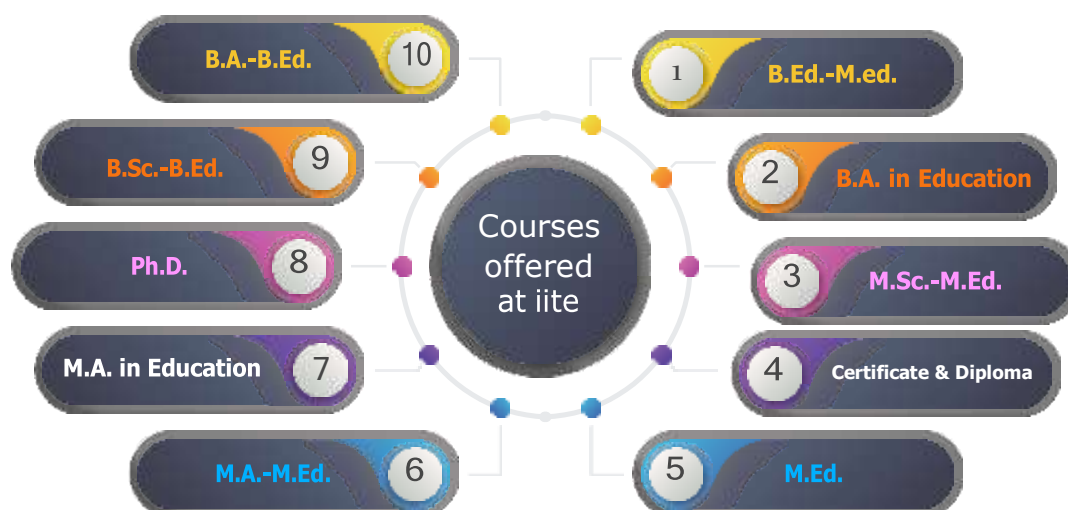 Courses
offered
at iite
1
B.Ed.-M.ed.
2
B.A. in Education
3
M.Sc.-M.Ed.
4
Certificate & Diploma
5
M.Ed.
6
M.A.-M.Ed.
7
M.A. in Education
8
Ph.D.
9
B.Sc.-B.Ed.
10
B.A.-B.Ed.